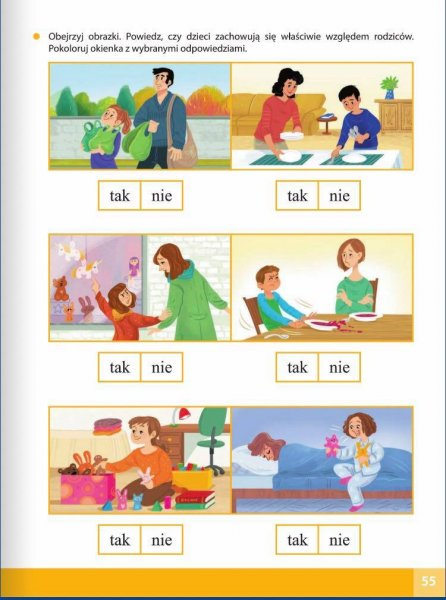 Obejrzyj obrazki. Powiedz, czy dzieci zachowują się właściwie względem rodziców.
Pokoloruj okienka z wybranymi odpowiedziami.
tak nie tak nie
tak nie tak nie
tak nie tak nie
55